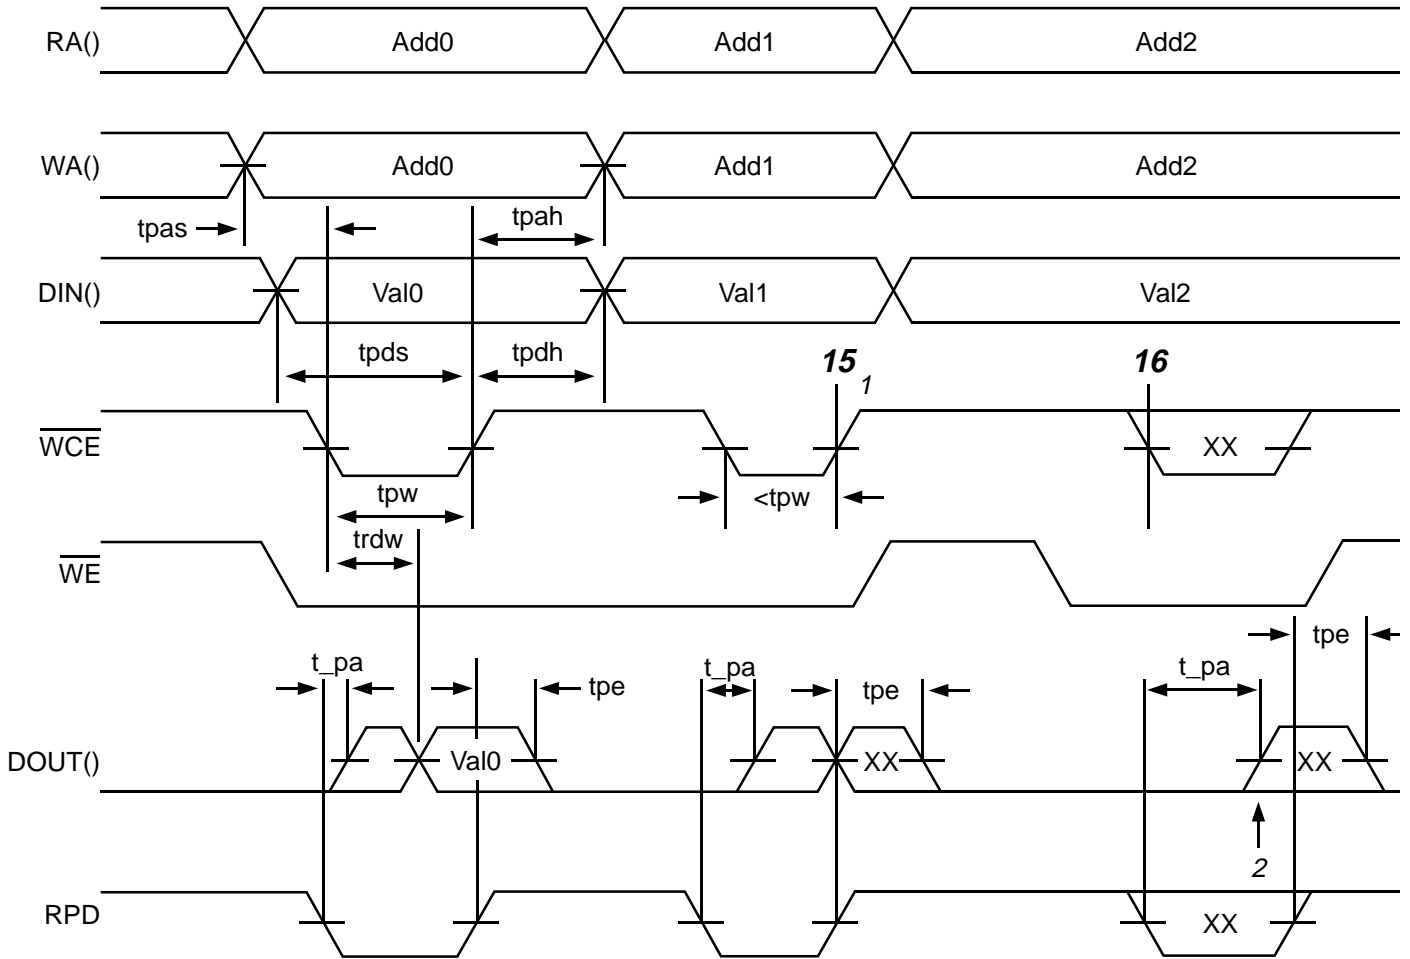 RA() Add0 Add1 Add2
WA() Add0 Add1 Add2
tpas tpah
DIN() Val0 Val1 Val2
tpds tpdh 15 1 16
WCE XX
tpw <tpw
trdw
WE
tpe
t_pa t_pa t_pa
tpe tpe
DOUT() Val0 XX XX
2
RPD XX